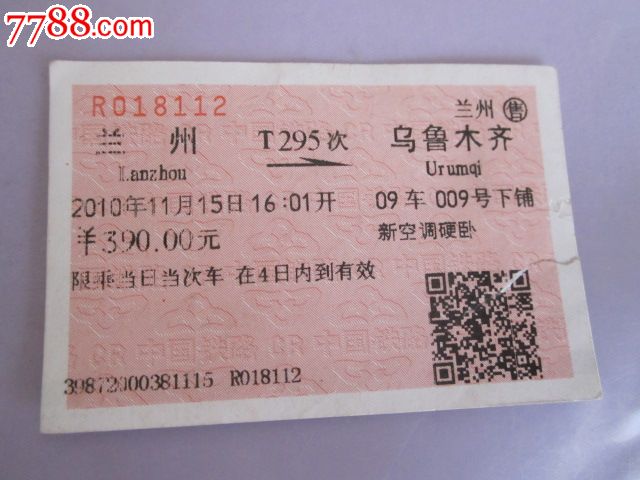 7788.com
R018112 兰州 售
兰 州 T295次 乌鲁木齐
Lanzhou Urumqi
2010年11月15日16:01开 09车 009号下铺
¥390.00元 新空调硬卧
限乘当日当次车 在4日内到有效
39872000381115 R018112